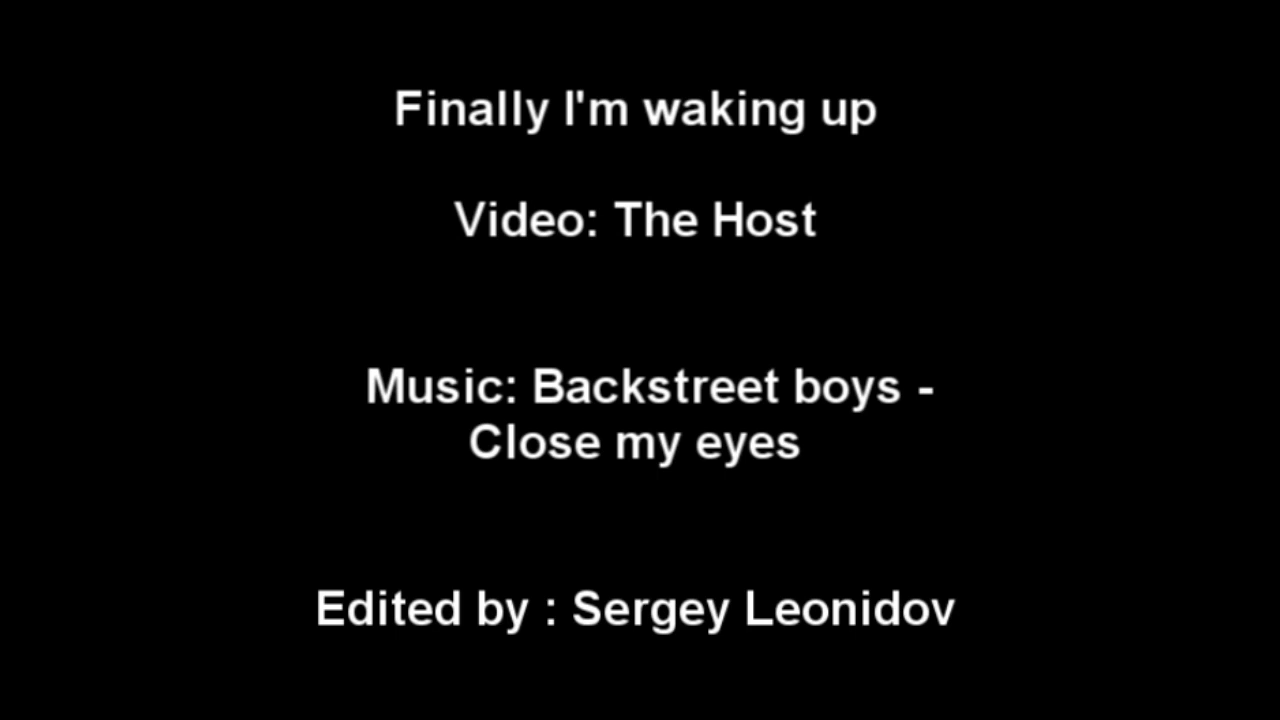 Finally I'm waking up
Video: The Host
Music: Backstreet boys -
Close my eyes
Edited by : Sergey Leonidov